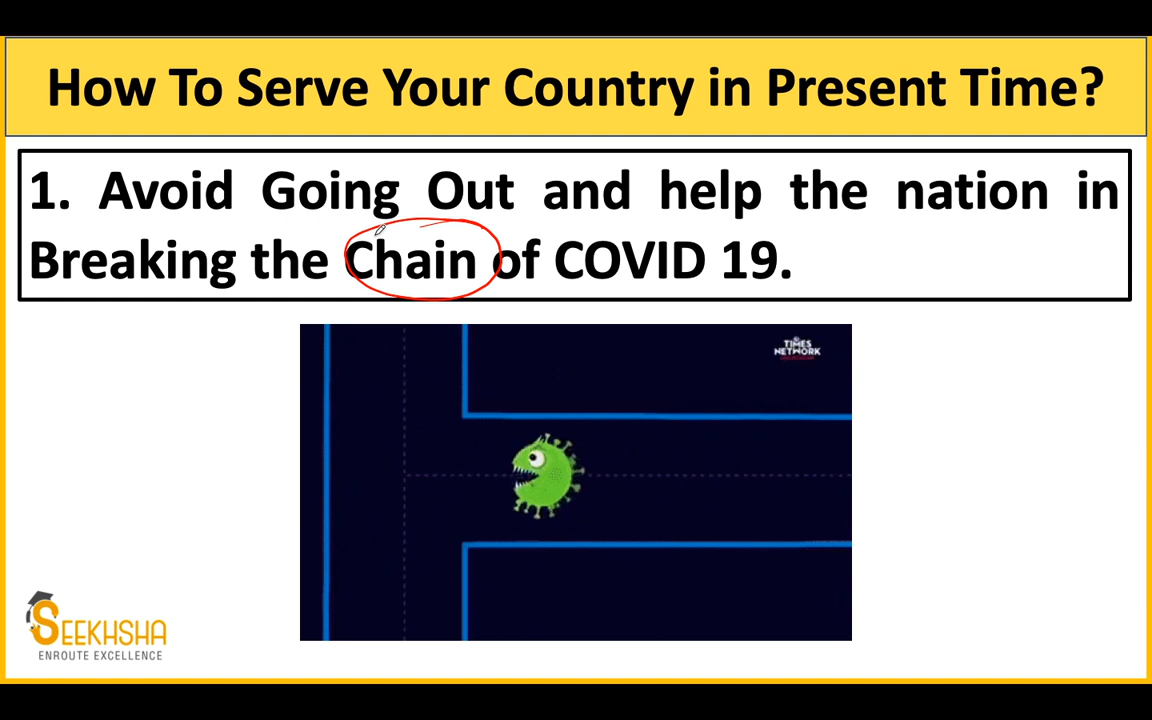 How To Serve Your Country in Present Time?
1. Avoid Going Out and help the nation in
Breaking the Chain of COVID 19.
TIMES
NETWORK
SEEKHSHA
ENROUTE EXCELLENCE